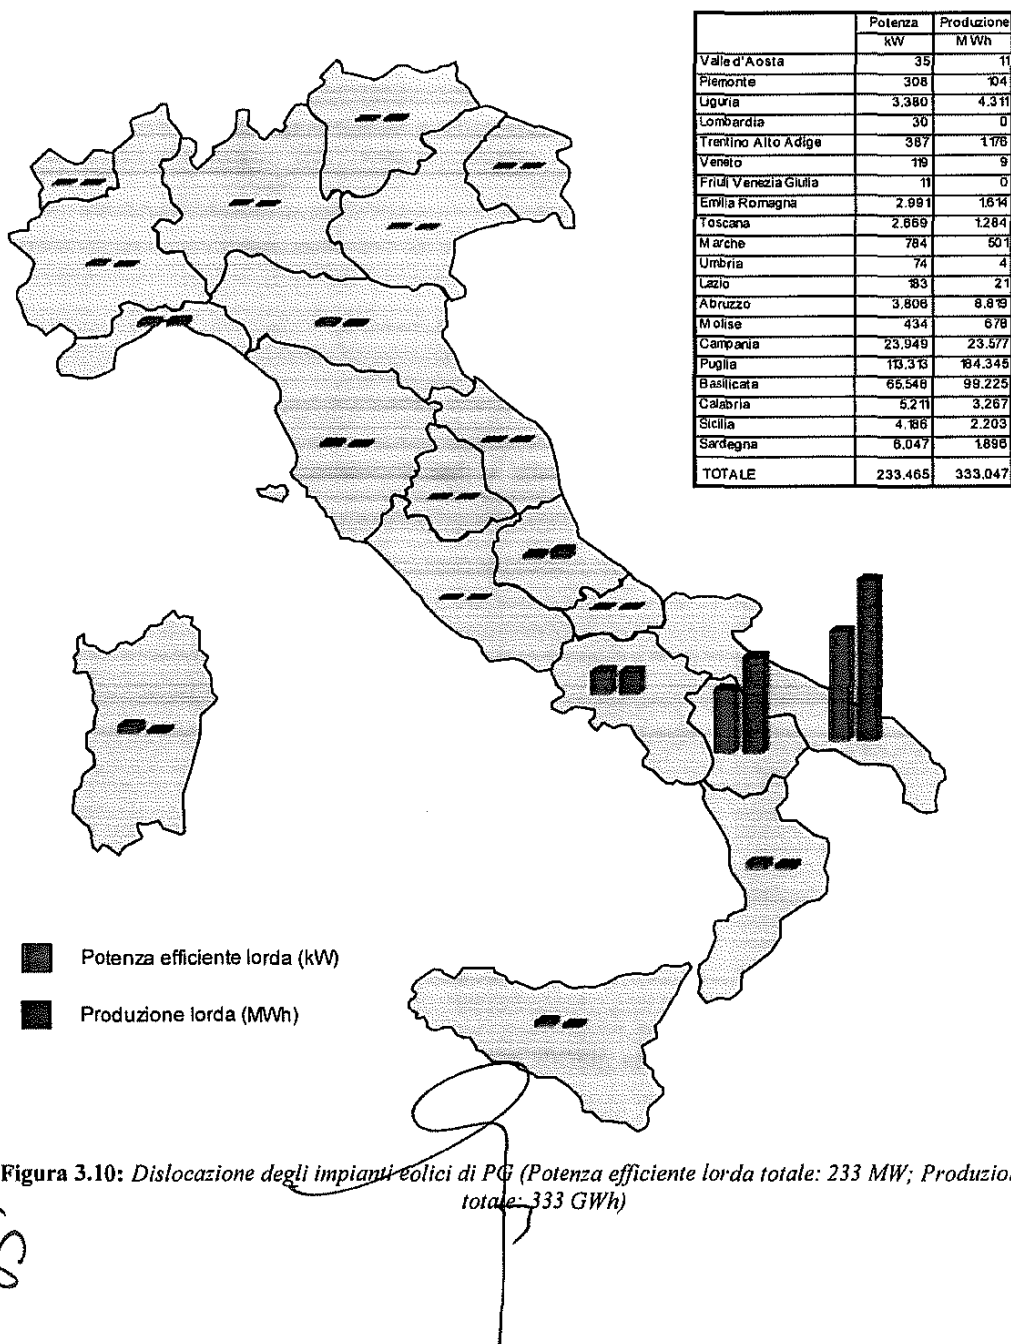 Potenza Produzione
kW MWh
Valle d'Aosta 35 11
Piemonte 308 104
Liguria 3.380 4.311
Lombardia 30 0
Trentino Alto Adige 387 1.176
Veneto 119 9
Friuli Venezia Giulia 11 0
Emilia Romagna 2.991 1.614
Toscana 2.669 1.284
Marche 784 501
Umbria 74 4
Lazio 183 21
Abruzzo 3.806 8.819
Molise 434 678
Campania 23.949 23.577
Puglia 113.313 184.345
Basilicata 65.548 99.225
Calabria 5.211 3.267
Sicilia 4.186 2.203
Sardegna 6.047 1.896
TOTALE 233.465 333.047
Potenza efficiente lorda (kW)
Produzione lorda (MWh)
Figura 3.10: Dislocazione degli impianti eolici di PG (Potenza efficiente lorda totale: 233 MW; Produzio
totale: 333 GWh)